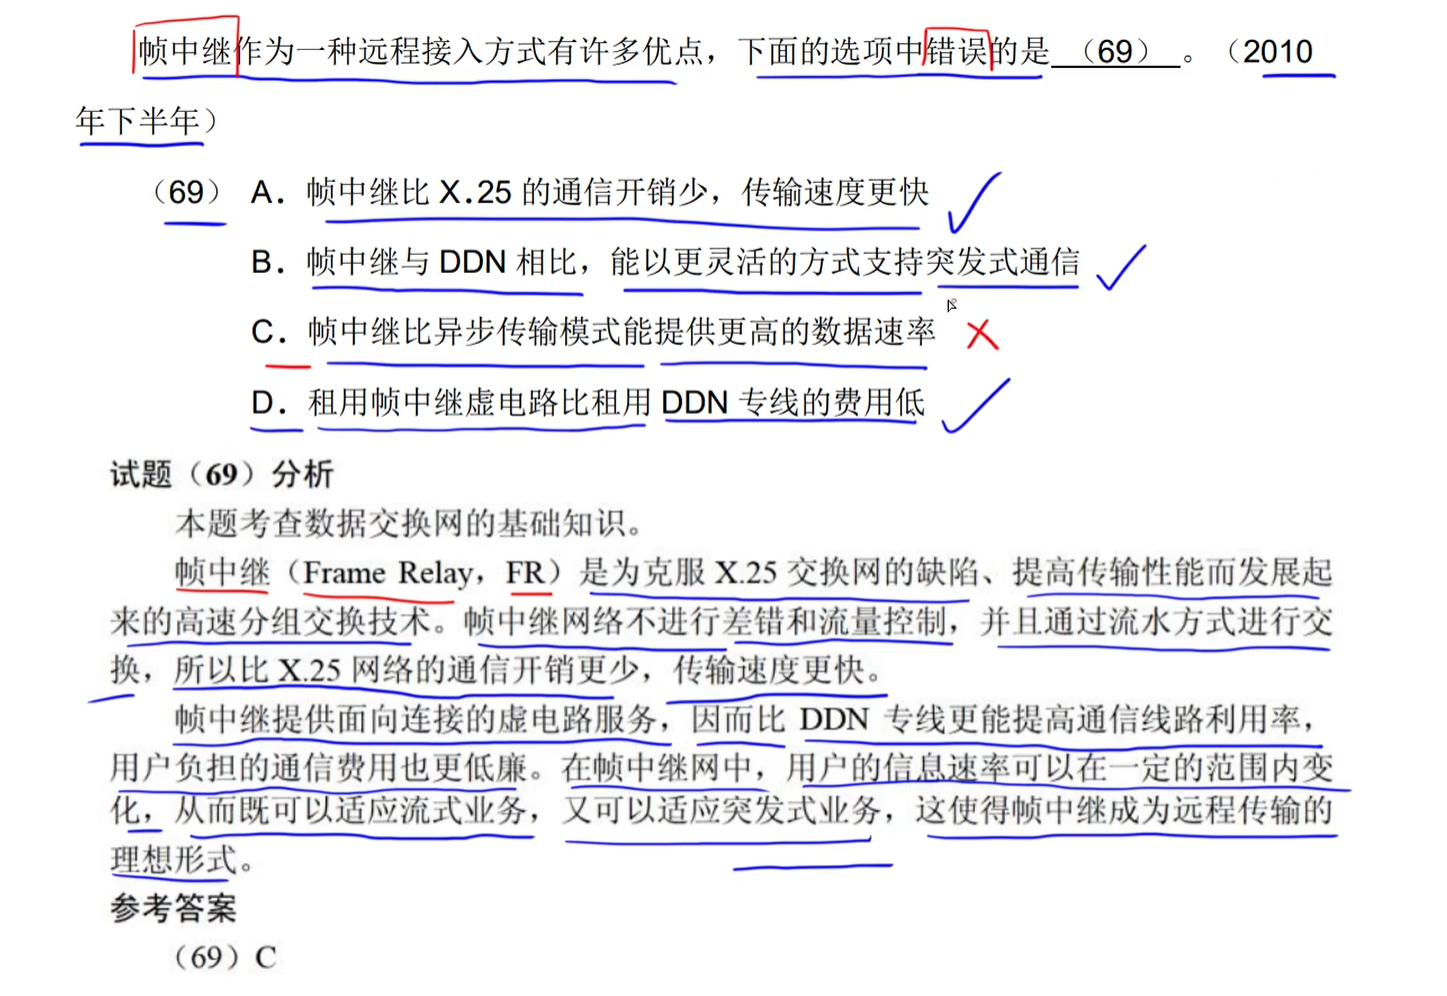 帧中继作为一种远程接入方式有许多优点，下面的选项中错误的是（69）。（2010
年下半年）
（69）A．帧中继比 X.25 的通信开销少，传输速度更快
B．帧中继与 DDN 相比，能以更灵活的方式支持突发式通信
C．帧中继比异步传输模式能提供更高的数据速率
D．租用帧中继虚电路比租用 DDN 专线的费用低
试题（69）分析
本题考查数据交换网的基础知识。
帧中继（Frame Relay，FR）是为克服 X.25 交换网的缺陷、提高传输性能而发展起
来的高速分组交换技术。帧中继网络不进行差错和流量控制，并且通过流水方式进行交
换，所以比 X.25 网络的通信开销更少，传输速度更快。
帧中继提供面向连接的虚电路服务，因而比 DDN 专线更能提高通信线路利用率，
用户负担的通信费用也更低廉。在帧中继网中，用户的信息速率可以在一定的范围内变
化，从而既可以适应流式业务，又可以适应突发式业务，这使得帧中继成为远程传输的
理想形式。
参考答案
（69）C